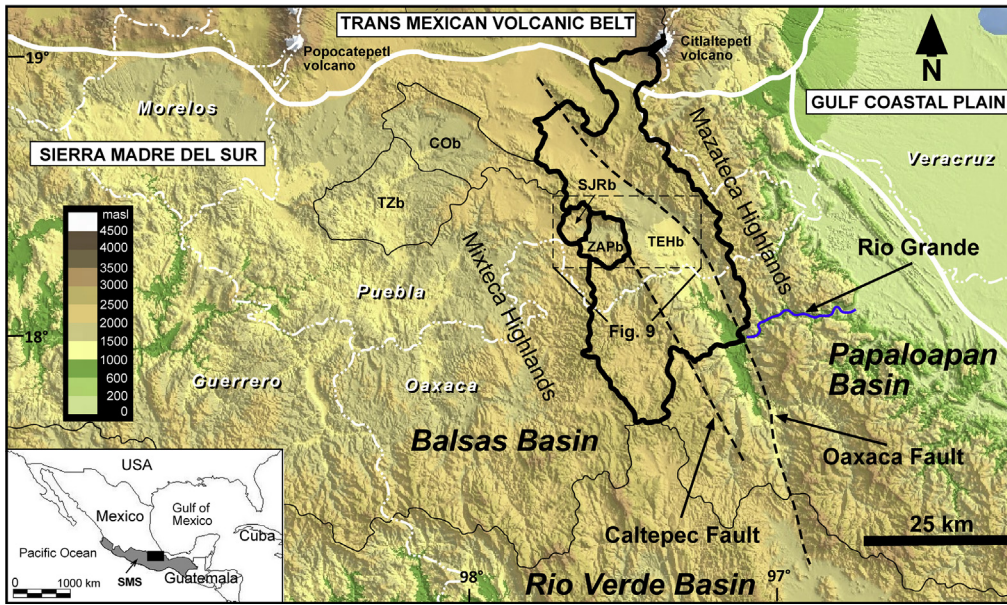 TRANS MEXICAN VOLCANIC BELT
19°
Popocatepetl
volcano
Citlaltepetl
volcano
N
Morelos
GULF COASTAL PLAIN
SIERRA MADRE DEL SUR
COb
Mazateca Highlands
Veracruz
SJRb
TZb
ZAPb
TEHb
masl
4500
4000
3500
3000
2500
2000
1500
1000
600
200
0
Mixteca Highlands
Rio Grande
Puebla
Fig. 9
18°
Papaloapan
Basin
Guerrero
Oaxaca
Balsas Basin
Oaxaca Fault
Caltepec Fault
25 km
Rio Verde Basin
98°
97°
USA
Mexico
Gulf of
Mexico
Cuba
Pacific Ocean
SMS
Guatemala
0 1000 km